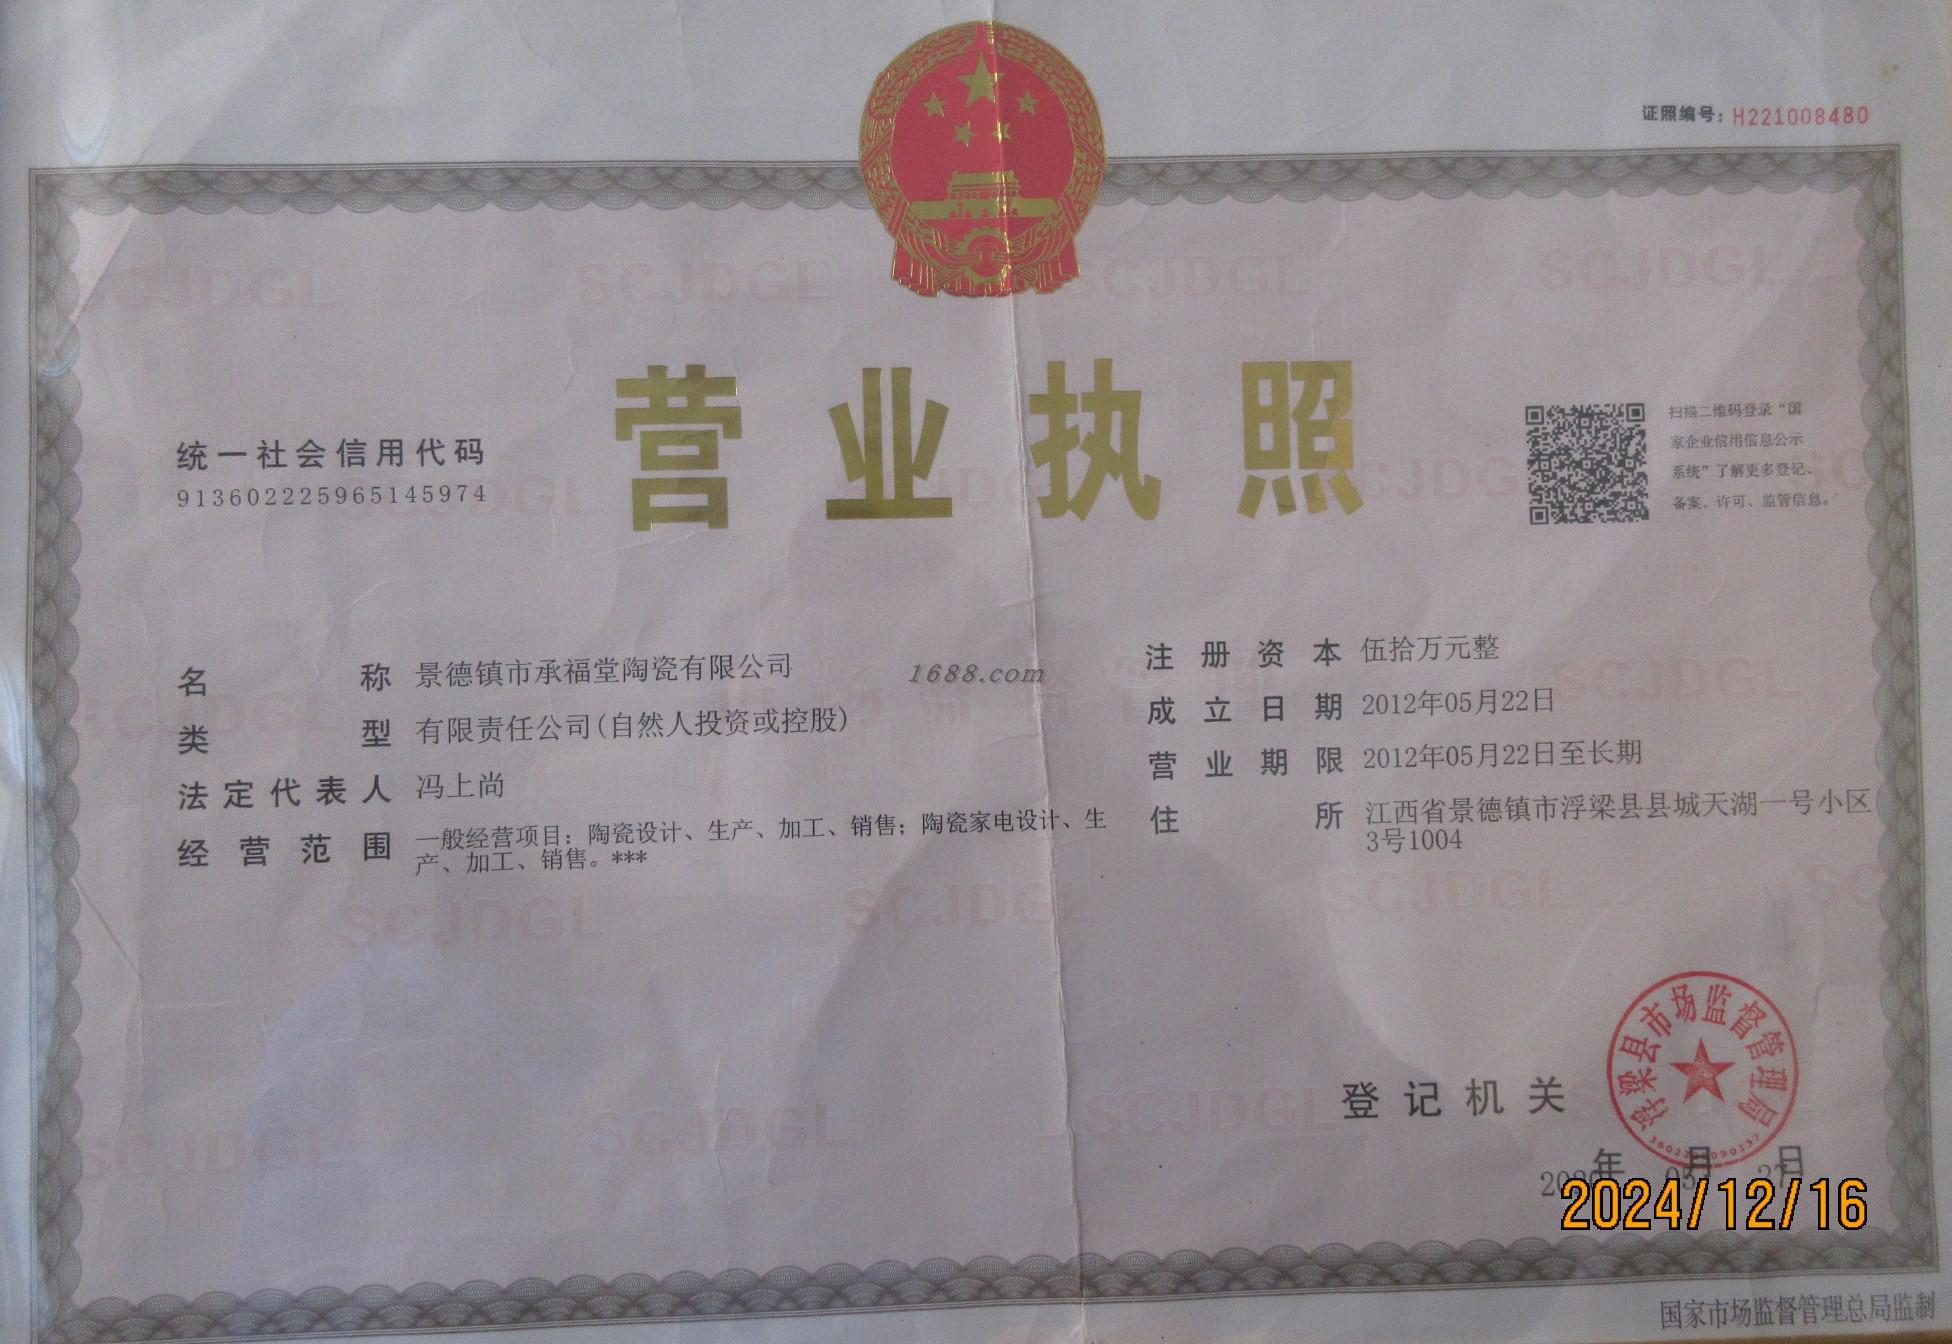 证照编号：H221008480
营业执照
统一社会信用代码
913602225965145974
扫描二维码登录“国
家企业信用信息公示
系统”了解更多登记、
备案、许可、监管信息。
名称 景德镇市承福堂陶瓷有限公司
1688.com
类型 有限责任公司(自然人投资或控股)
法定代表人 冯上尚
经营范围 一般经营项目：陶瓷设计、生产、加工、销售；陶瓷家电设计、生
产、加工、销售。***
注册资本 伍拾万元整
成立日期 2012年05月22日
营业期限 2012年05月22日至长期
住所 江西省景德镇市浮梁县县城天湖一号小区
3号1004
登记机关
浮梁县市场监督管理局
年 月 日
2024/12/16
国家市场监督管理总局监制
SCJDGL